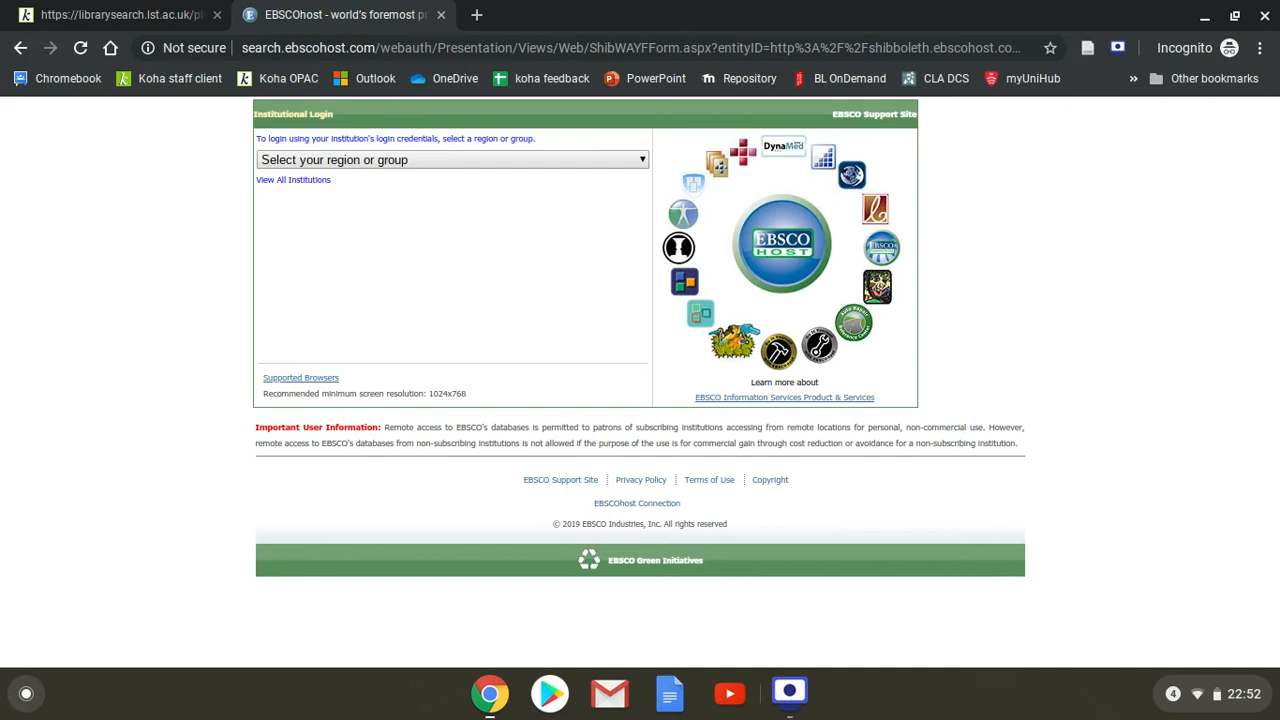 https://librarysearch.lst.ac.uk/pl
EBSCOhost - world's foremost pr
Not secure
search.ebscohost.com/webauth/Presentation/Views/Web/ShibWAYFForm.aspx?entityID=http%3A%2F%2Fshibboleth.ebscohost.co...
Incognito
Chromebook
Koha staff client
Koha OPAC
Outlook
OneDrive
koha feedback
PowerPoint
Repository
OnDemand
CLA DCS
myUniHub
»
Other bookmarks
Institutional Login
EBSCO Support Site
To login using your institution's login credentials, select a region or group.
Select your region or group
View All Institutions
DynaMed
EBSCO
HOST
Supported Browsers
Recommended minimum screen resolution: 1024x768
Learn more about
EBSCO Information Services Product & Services
Important User Information: Remote access to EBSCO's databases is permitted to patrons of subscribing institutions accessing from remote locations for personal, non-commercial use. However,
remote access to EBSCO's databases from non-subscribing institutions is not allowed if the purpose of the use is for commercial gain through cost reduction or avoidance for a non-subscribing institution.
EBSCO Support Site
Privacy Policy
Terms of Use
Copyright
EBSCOhost Connection
© 2019 EBSCO Industries, Inc. All rights reserved
EBSCO Green Initiatives
4
22:52